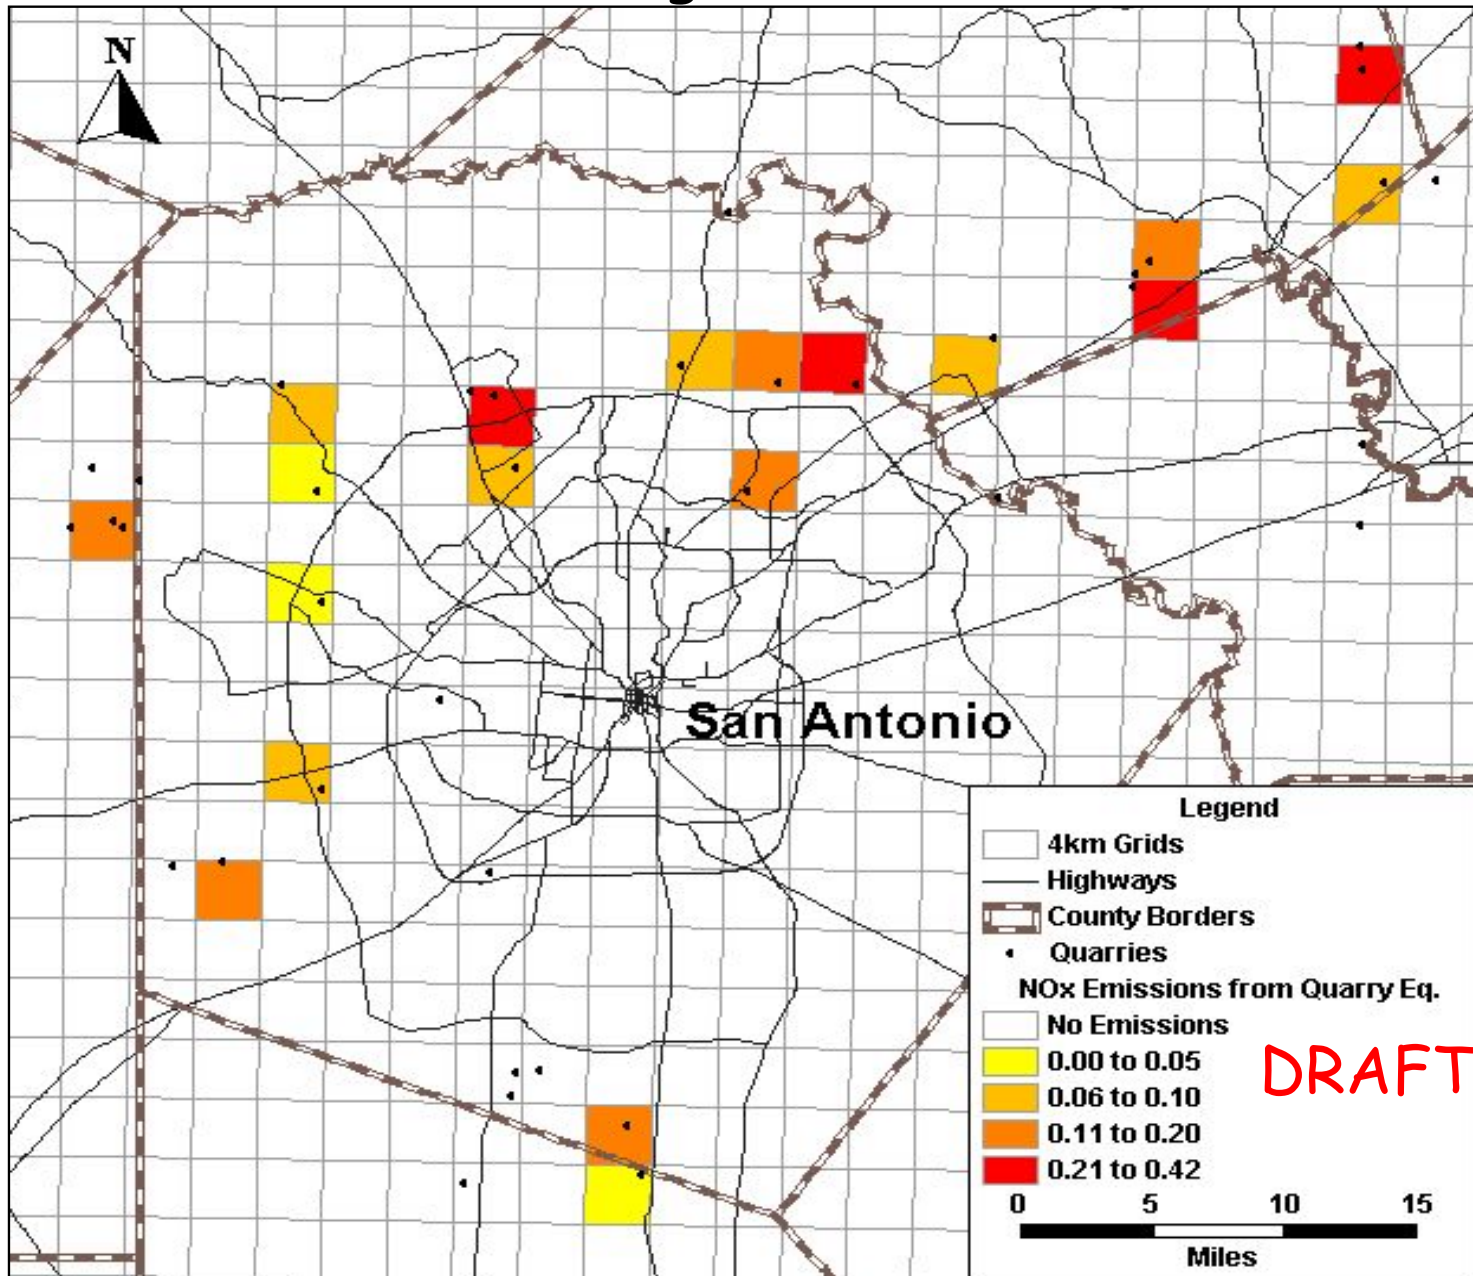 N
San Antonio
Legend
4km Grids
Highways
County Borders
Quarries
NOx Emissions from Quarry Eq.
No Emissions
0.00 to 0.05
0.06 to 0.10
0.11 to 0.20
0.21 to 0.42
DRAFT
0 5 10 15
Miles